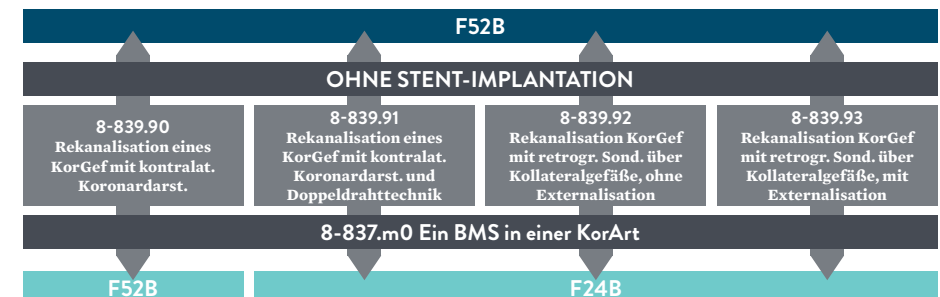 F52B
OHNE STENT-IMPLANTATION
8-839.90
Rekanalisation eines
KorGef mit kontralat.
Koronardarst.
8-839.91
Rekanalisation eines
KorGef mit kontralat.
Koronardarst. und
Doppeldrahttechnik
8-839.92
Rekanalisation KorGef
mit retrogr. Sond. über
Kollateralgefäße, ohne
Externalisation
8-839.93
Rekanalisation KorGef
mit retrogr. Sond. über
Kollateralgefäße, mit
Externalisation
8-837.m0 Ein BMS in einer KorArt
F52B
F24B